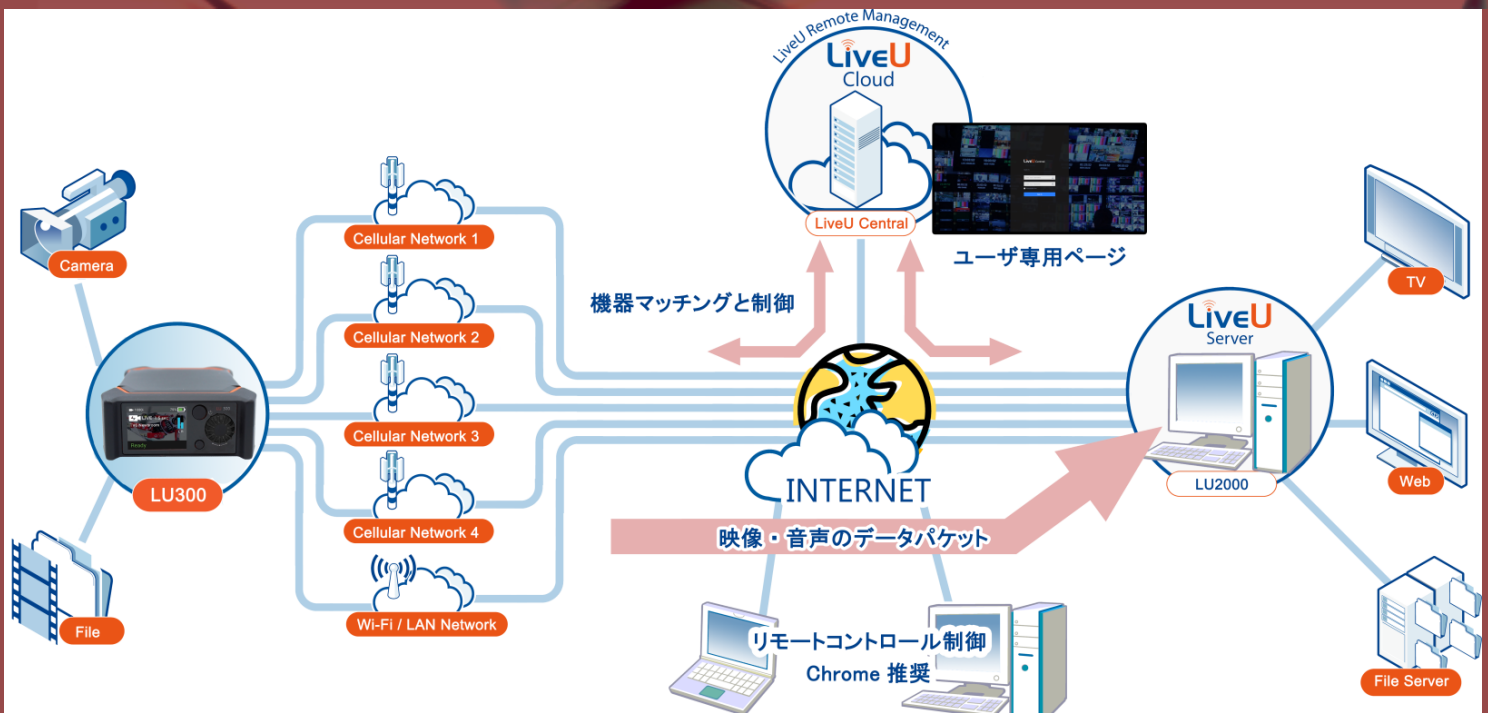 LiveU Remote Management
LiveU
Cloud
LiveU Central
ユーザ専用ページ
機器マッチングと制御
Camera
LU300
File
Cellular Network 1
Cellular Network 2
Cellular Network 3
Cellular Network 4
Wi-Fi / LAN Network
INTERNET
映像・音声のデータパケット
リモートコントロール制御
Chrome 推奨
LiveU
Server
LU2000
TV
Web
File Server
Ready